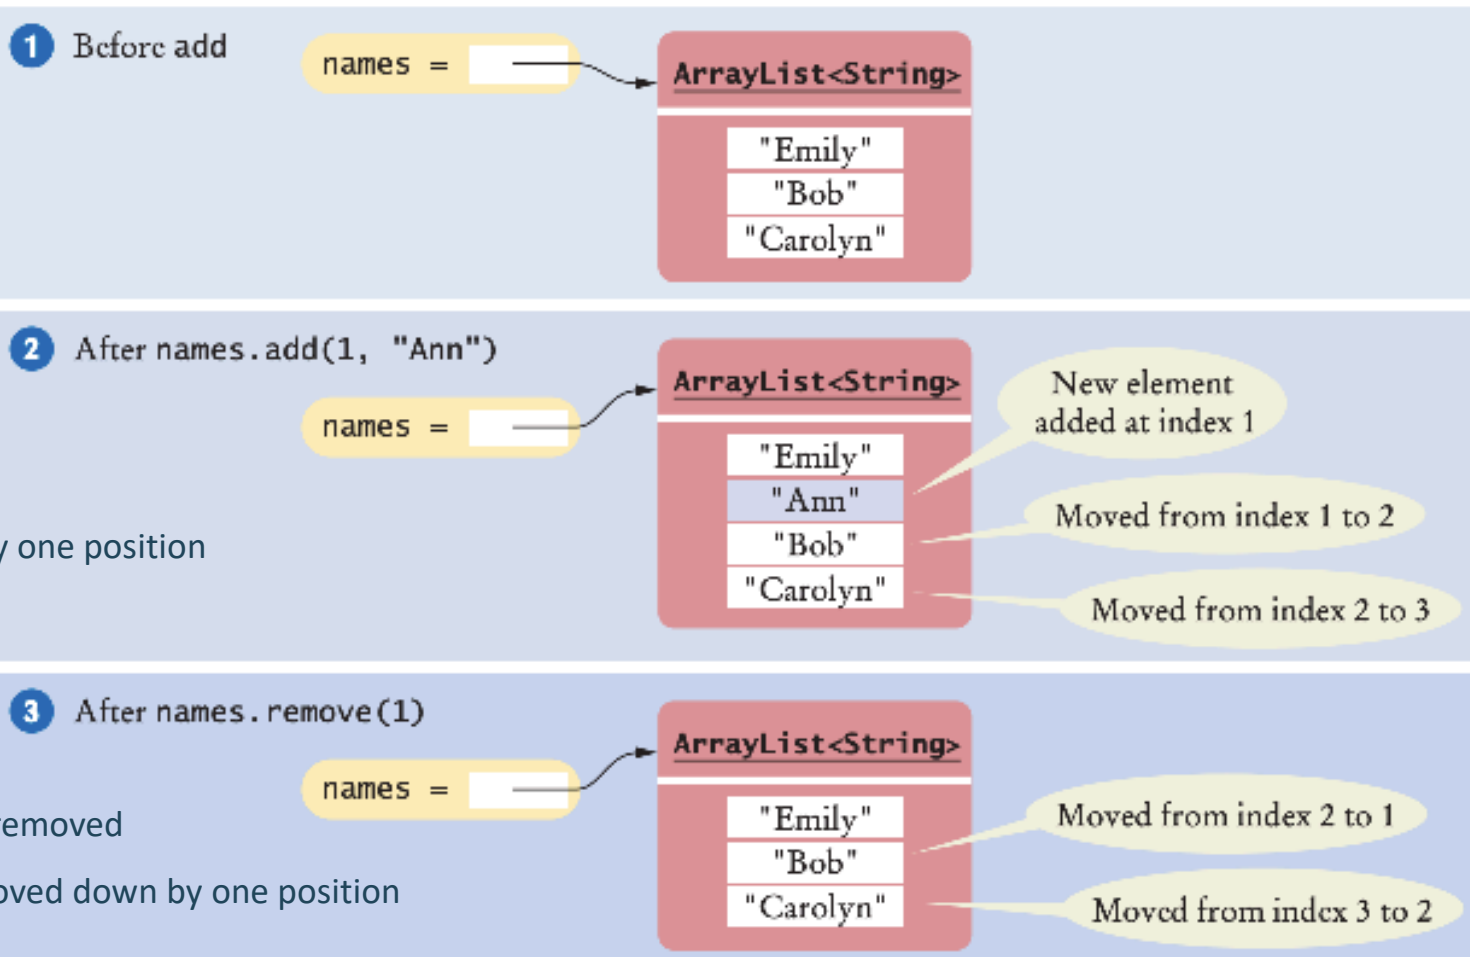 1 Before add
names =
ArrayList<String>
"Emily"
"Bob"
"Carolyn"
2 After names.add(1, "Ann")
names =
ArrayList<String>
"Emily"
"Ann"
"Bob"
"Carolyn"
New element
added at index 1
Moved from index 1 to 2
Moved from index 2 to 3
y one position
3 After names.remove(1)
names =
ArrayList<String>
"Emily"
"Bob"
"Carolyn"
Moved from index 2 to 1
Moved from index 3 to 2
removed
oved down by one position